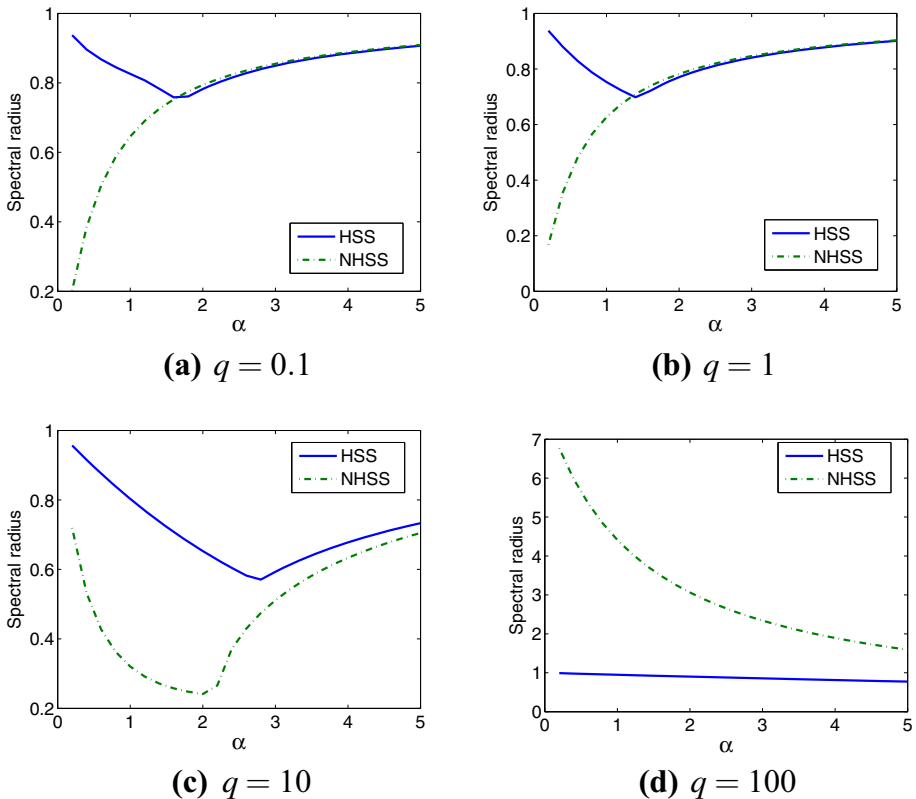 1
0.8
0.6
0.4
0.2
0 1 2 3 4 5
Spectral radius
α
HSS
NHSS
(a) q = 0.1
1
0.8
0.6
0.4
0.2
0
0 1 2 3 4 5
Spectral radius
α
HSS
NHSS
(b) q = 1
1
0.8
0.6
0.4
0.2
0 1 2 3 4 5
Spectral radius
α
HSS
NHSS
(c) q = 10
7
6
5
4
3
2
1
0
0 1 2 3 4 5
Spectral radius
α
HSS
NHSS
(d) q = 100